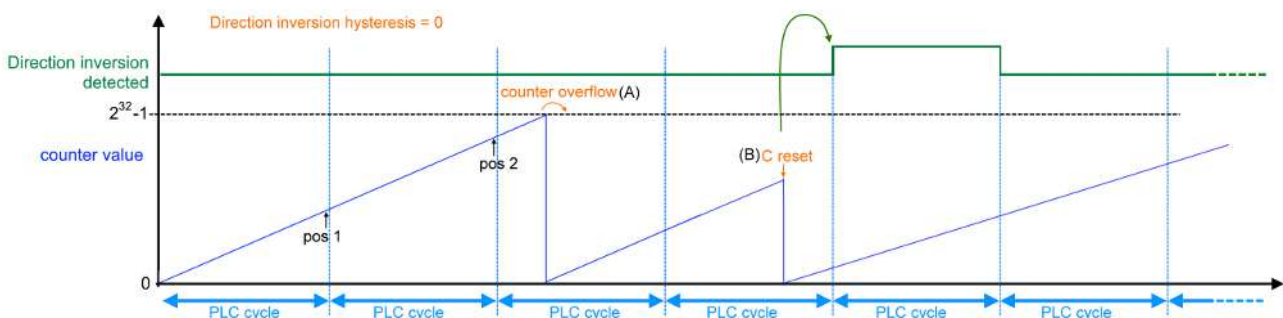 Direction inversion hysteresis = 0
Direction inversion
detected
counter overflow (A)
2^32-1
counter value
pos 2
(B) C reset
pos 1
0
PLC cycle PLC cycle PLC cycle PLC cycle PLC cycle PLC cycle